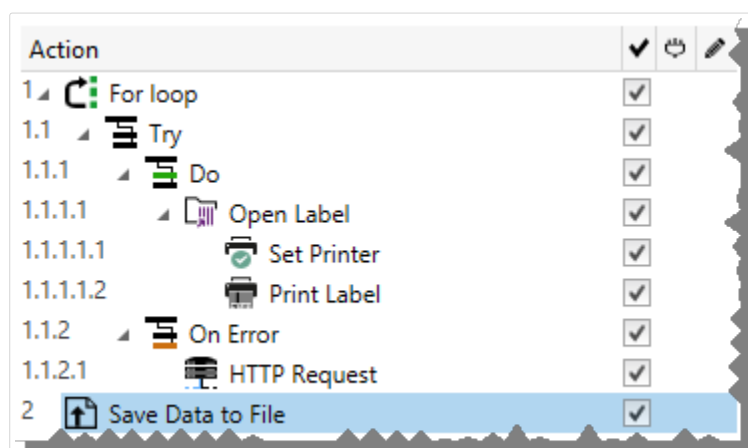 Action
1 For loop
1.1 Try
1.1.1 Do
1.1.1.1 Open Label
1.1.1.1.1 Set Printer
1.1.1.1.2 Print Label
1.1.2 On Error
1.1.2.1 HTTP Request
2 Save Data to File